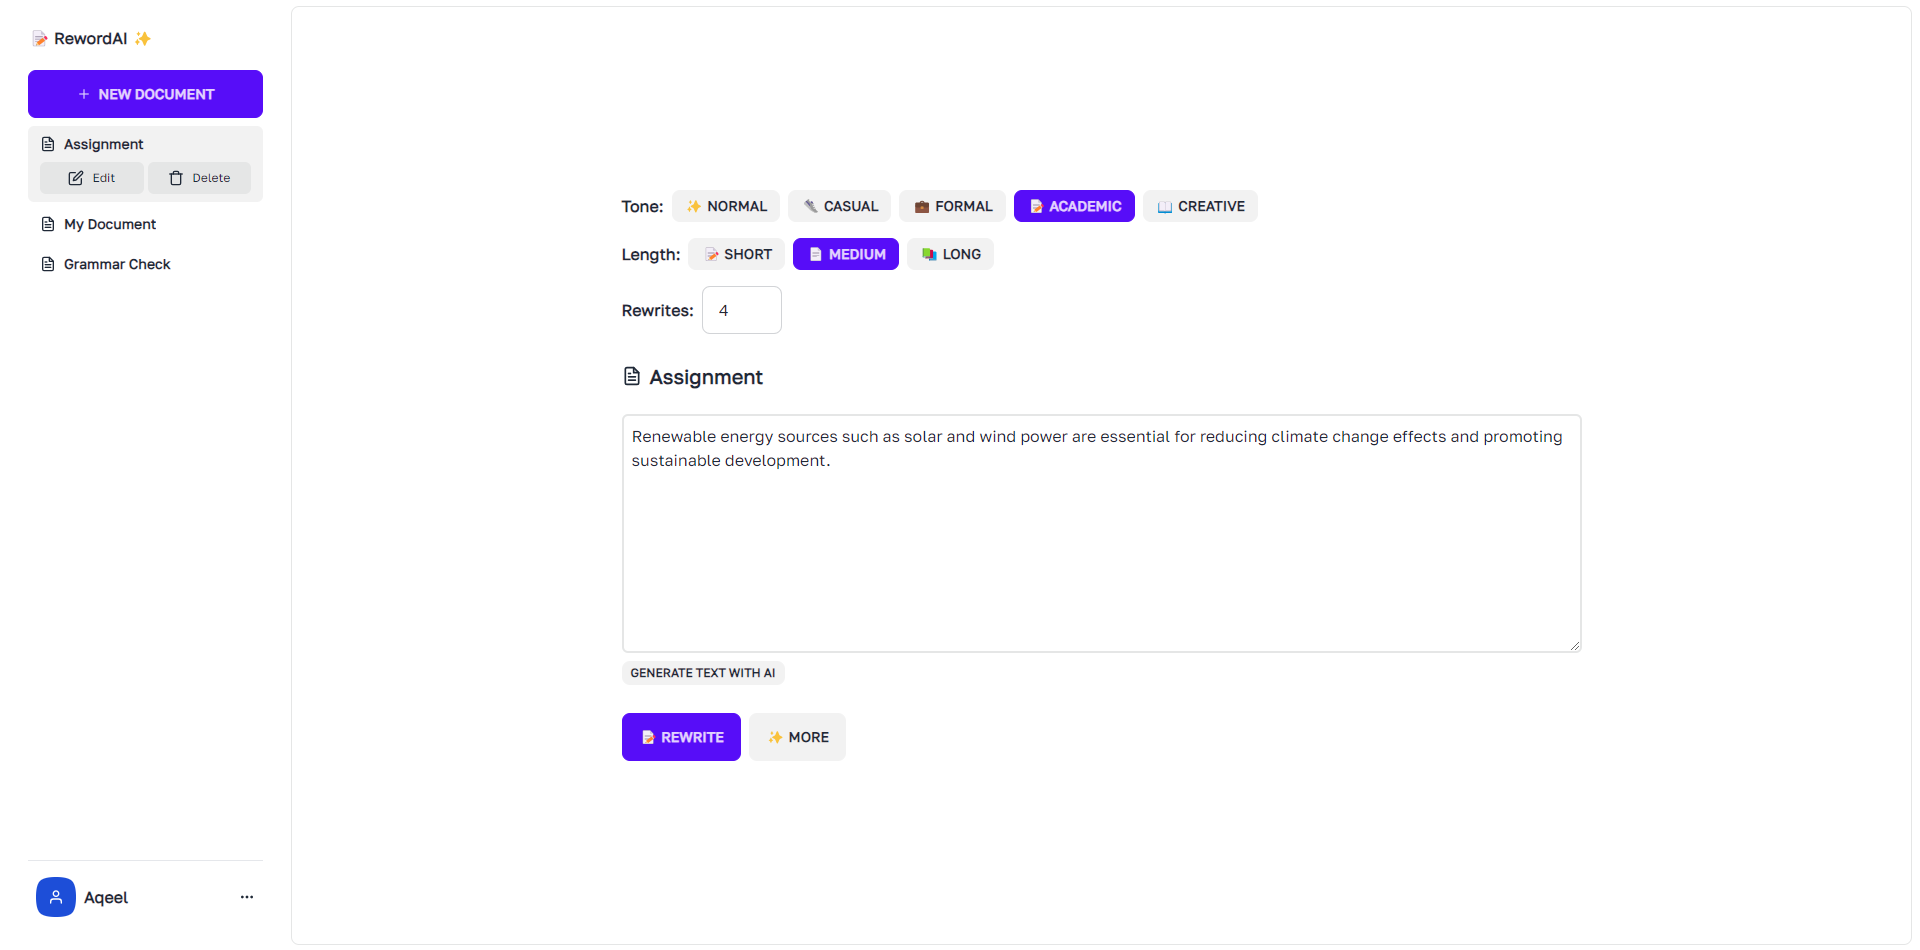 📝 RewordAI ✨
+ NEW DOCUMENT
Assignment
Edit Delete
My Document
Grammar Check
Tone: ✨ NORMAL 👟 CASUAL 💼 FORMAL 📝 ACADEMIC 📖 CREATIVE
Length: 📝 SHORT 📄 MEDIUM 📚 LONG
Rewrites: 4
Assignment
Renewable energy sources such as solar and wind power are essential for reducing climate change effects and promoting
sustainable development.
GENERATE TEXT WITH AI
📝 REWRITE ✨ MORE
Aqeel ...